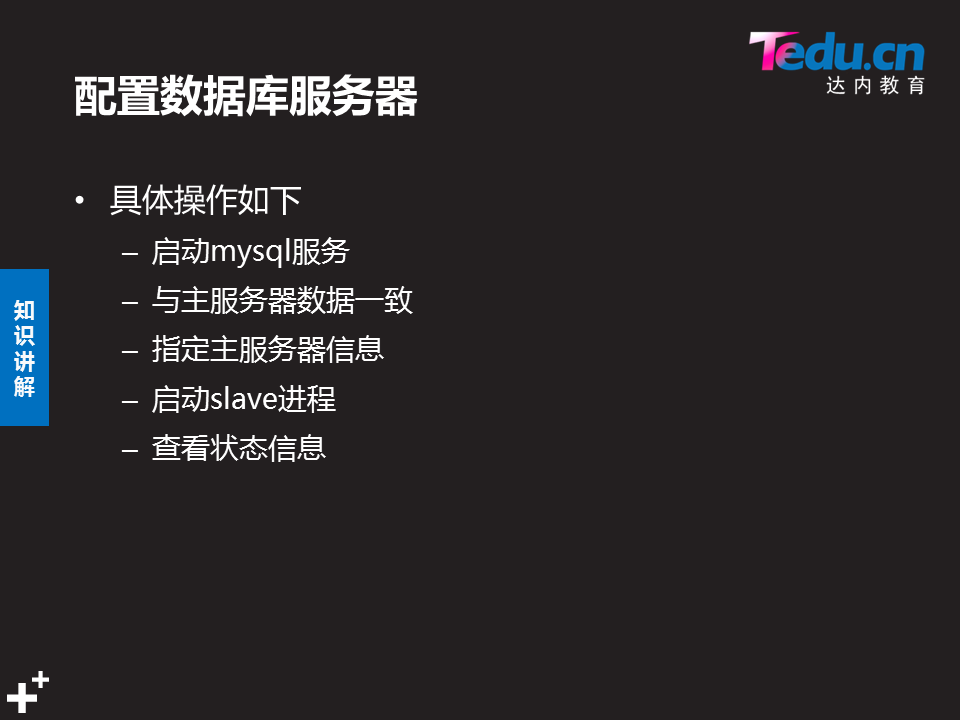 Tedu.cn
达内教育
配置数据库服务器
• 具体操作如下
– 启动mysql服务
– 与主服务器数据一致
– 指定主服务器信息
– 启动slave进程
– 查看状态信息
知识讲解